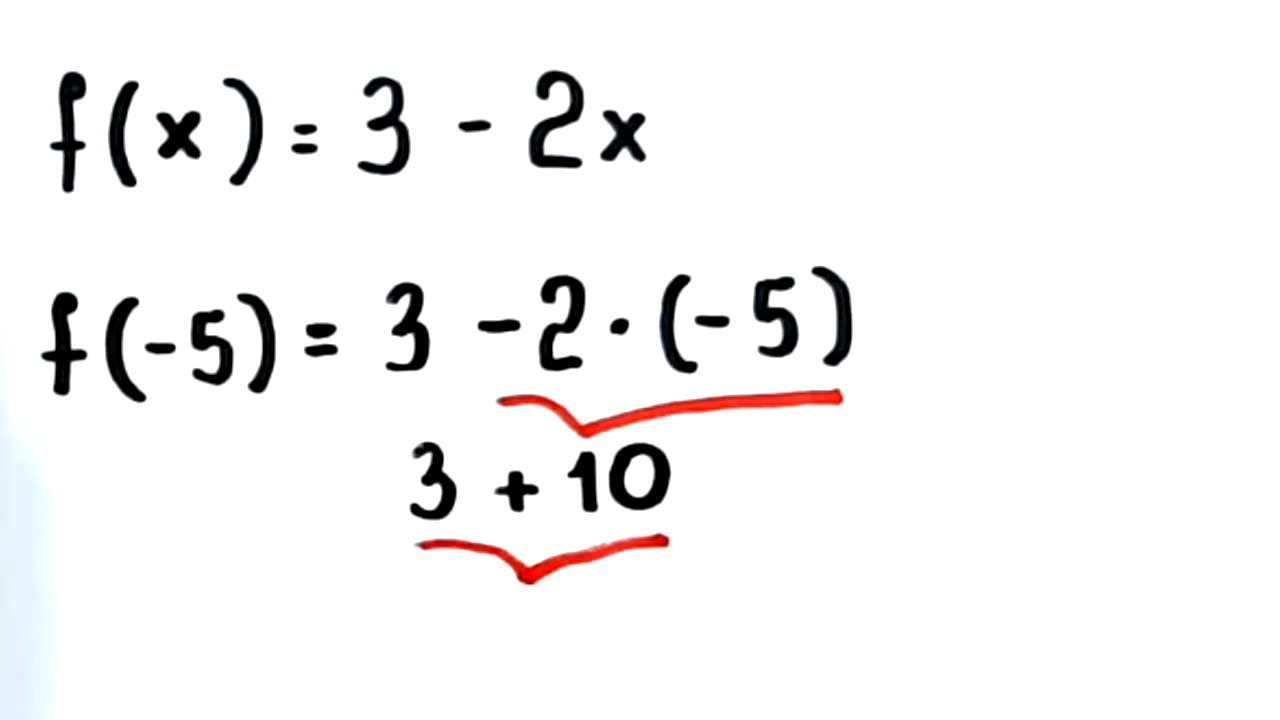 f(x) = 3 - 2x
f(-5) = 3 - 2 · (-5)
3 + 10